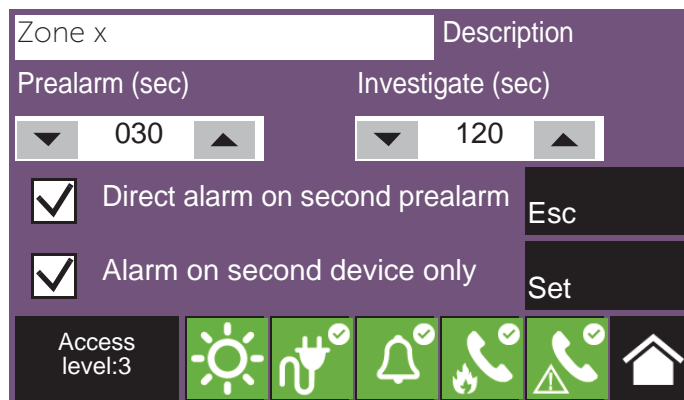 Zone x Description
Prealarm (sec) Investigate (sec)
030 120
Direct alarm on second prealarm
Esc
Alarm on second device only
Set
Access
level:3